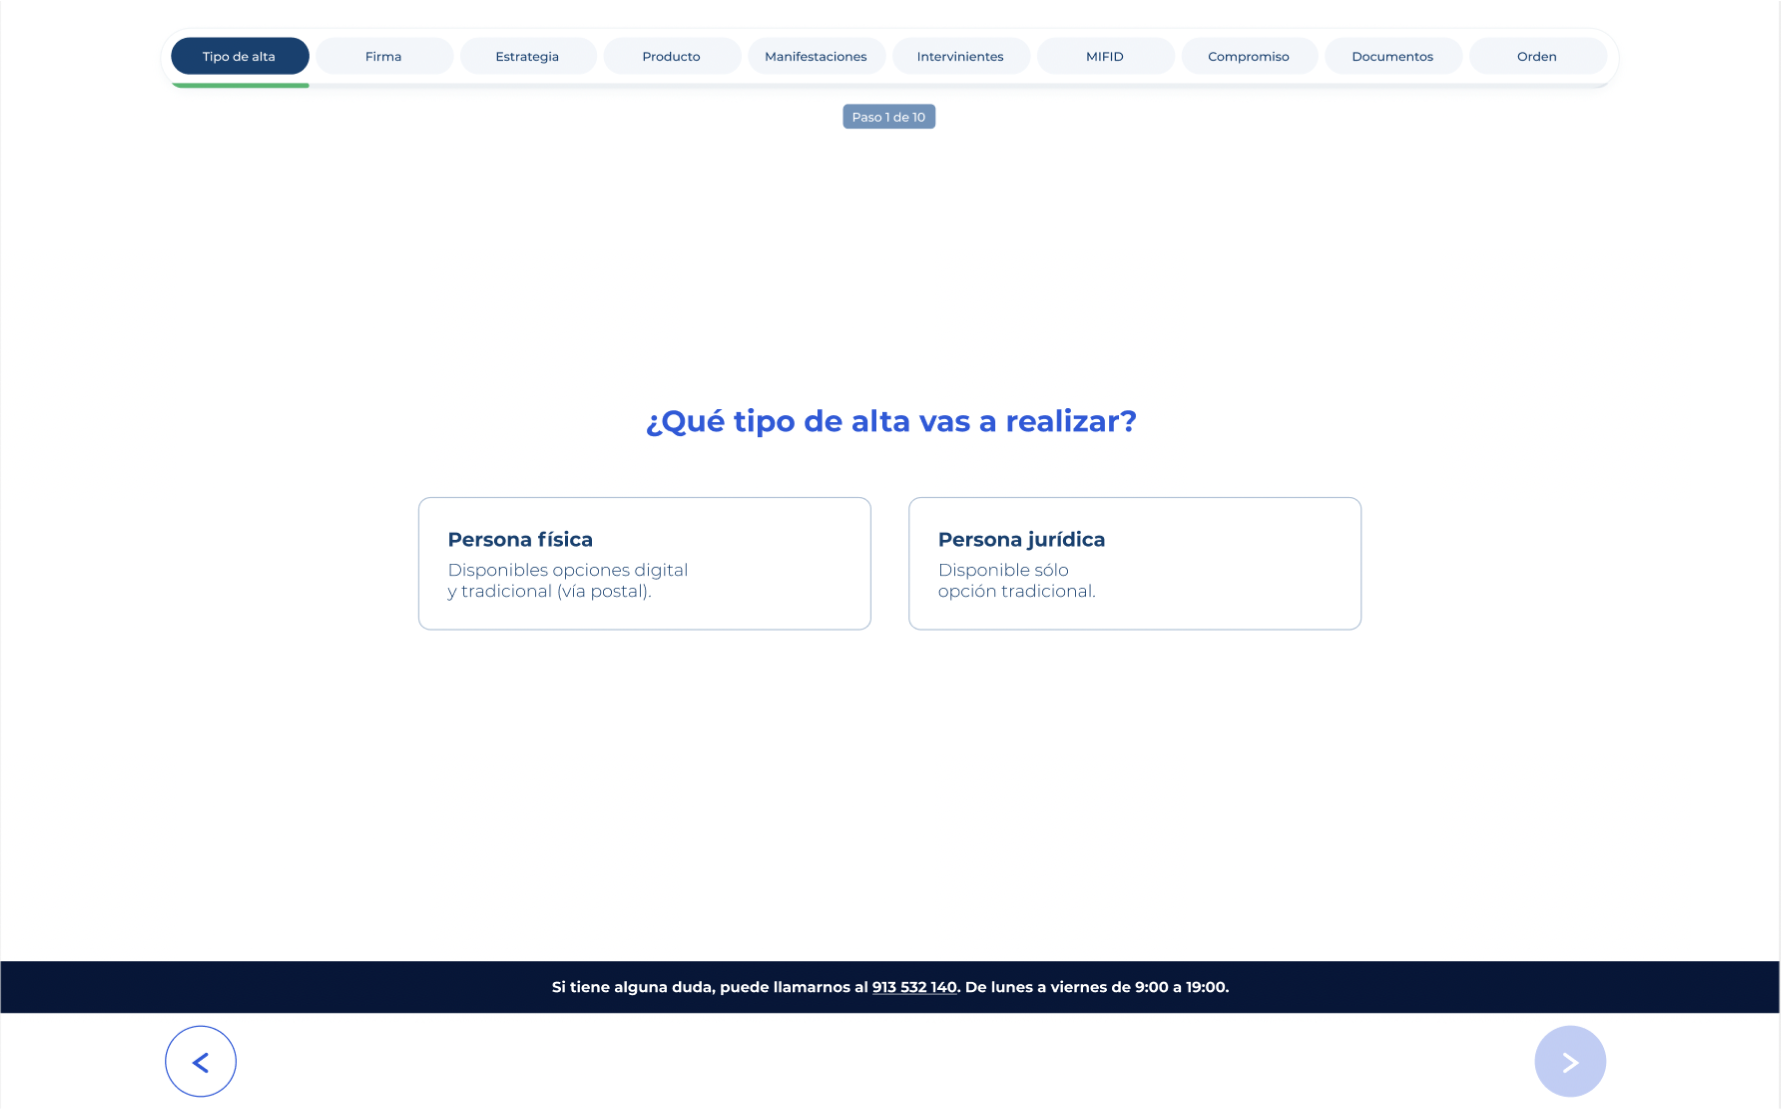 Tipo de alta
Firma
Estrategia
Producto
Manifestaciones
Intervinientes
MIFID
Compromiso
Documentos
Orden
Paso 1 de 10
¿Qué tipo de alta vas a realizar?
Persona física
Disponibles opciones digital
y tradicional (vía postal).
Persona jurídica
Disponible sólo
opción tradicional.
Si tiene alguna duda, puede llamarnos al 913 532 140. De lunes a viernes de 9:00 a 19:00.